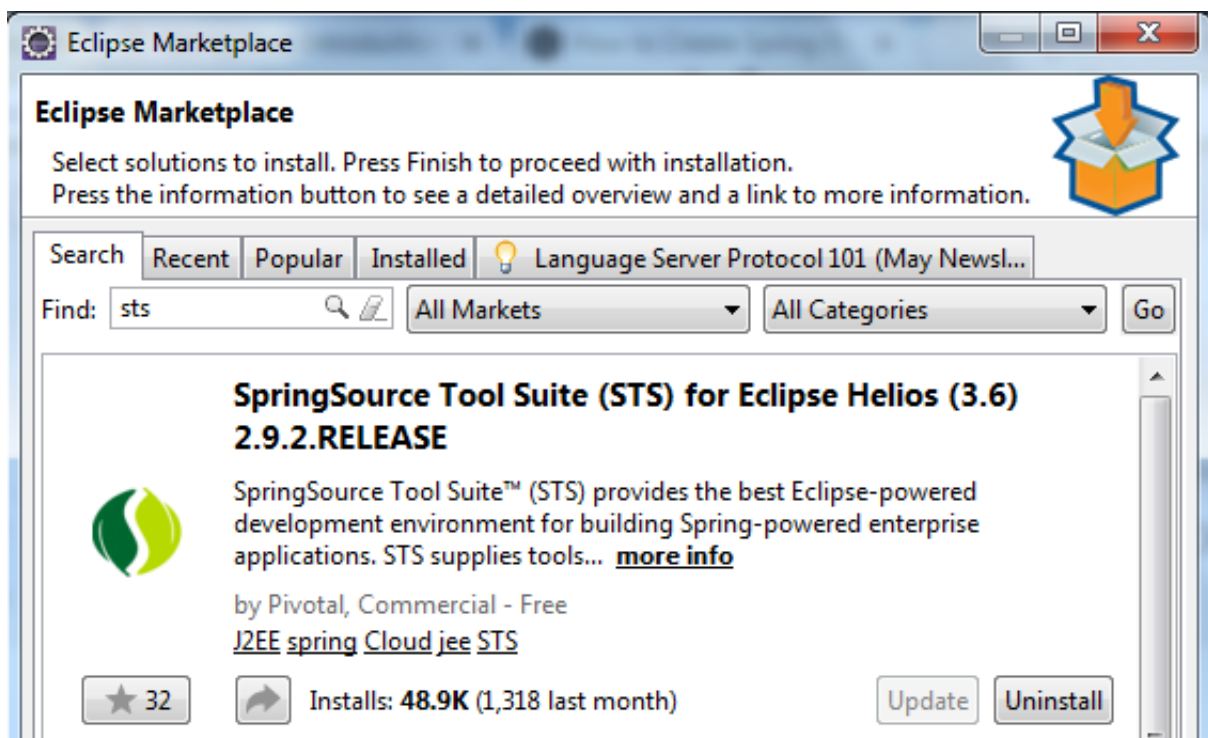 Eclipse Marketplace
Eclipse Marketplace
Select solutions to install. Press Finish to proceed with installation.
Press the information button to see a detailed overview and a link to more information.
Search Recent Popular Installed Language Server Protocol 101 (May Newsl...
Find: sts All Markets All Categories Go
SpringSource Tool Suite (STS) for Eclipse Helios (3.6)
2.9.2.RELEASE
SpringSource Tool Suite™ (STS) provides the best Eclipse-powered
development environment for building Spring-powered enterprise
applications. STS supplies tools... more info
by Pivotal, Commercial - Free
J2EE spring Cloud jee STS
32 Installs: 48.9K (1,318 last month) Update Uninstall